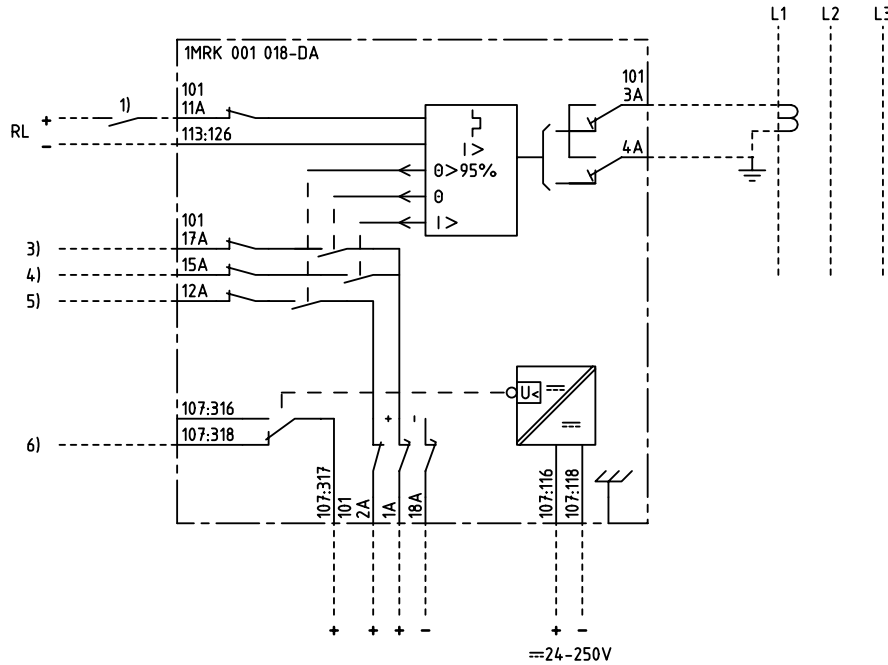 L1 L2 L3
1MRK 001 018-DA
101
11A
1)
RL + -
113:126
I>
Θ>95%
Θ
I>
101
3A
4A
101
3) 17A
4) 15A
5) 12A
U<
107:316
6) 107:318
+ -
107:317
101
2A
1A
18A
107:116
107:118
+ + + - + -
24-250V